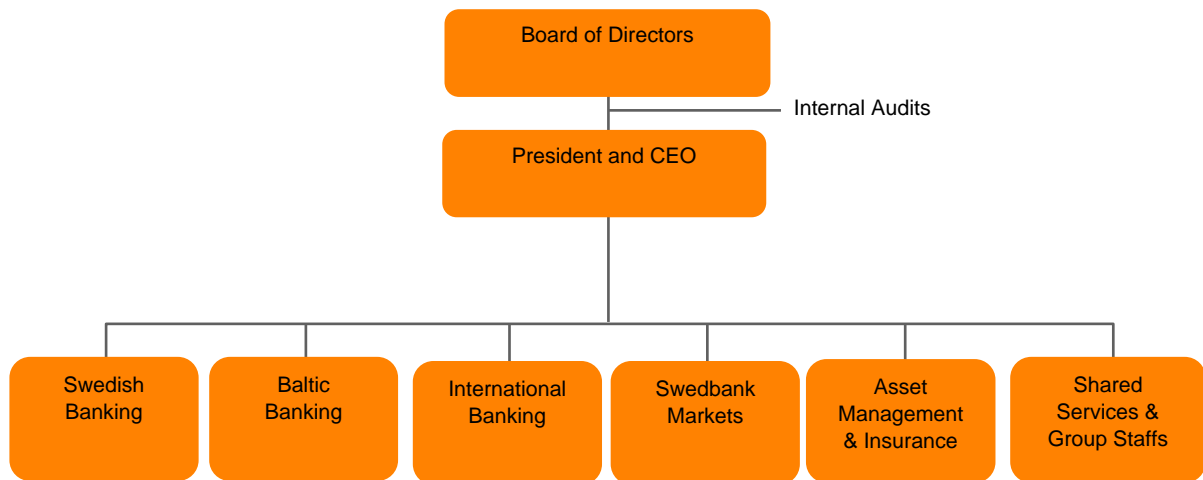 Board of Directors
Internal Audits
President and CEO
Swedish
Banking
Baltic
Banking
International
Banking
Swedbank
Markets
Asset
Management
& Insurance
Shared
Services &
Group Staffs